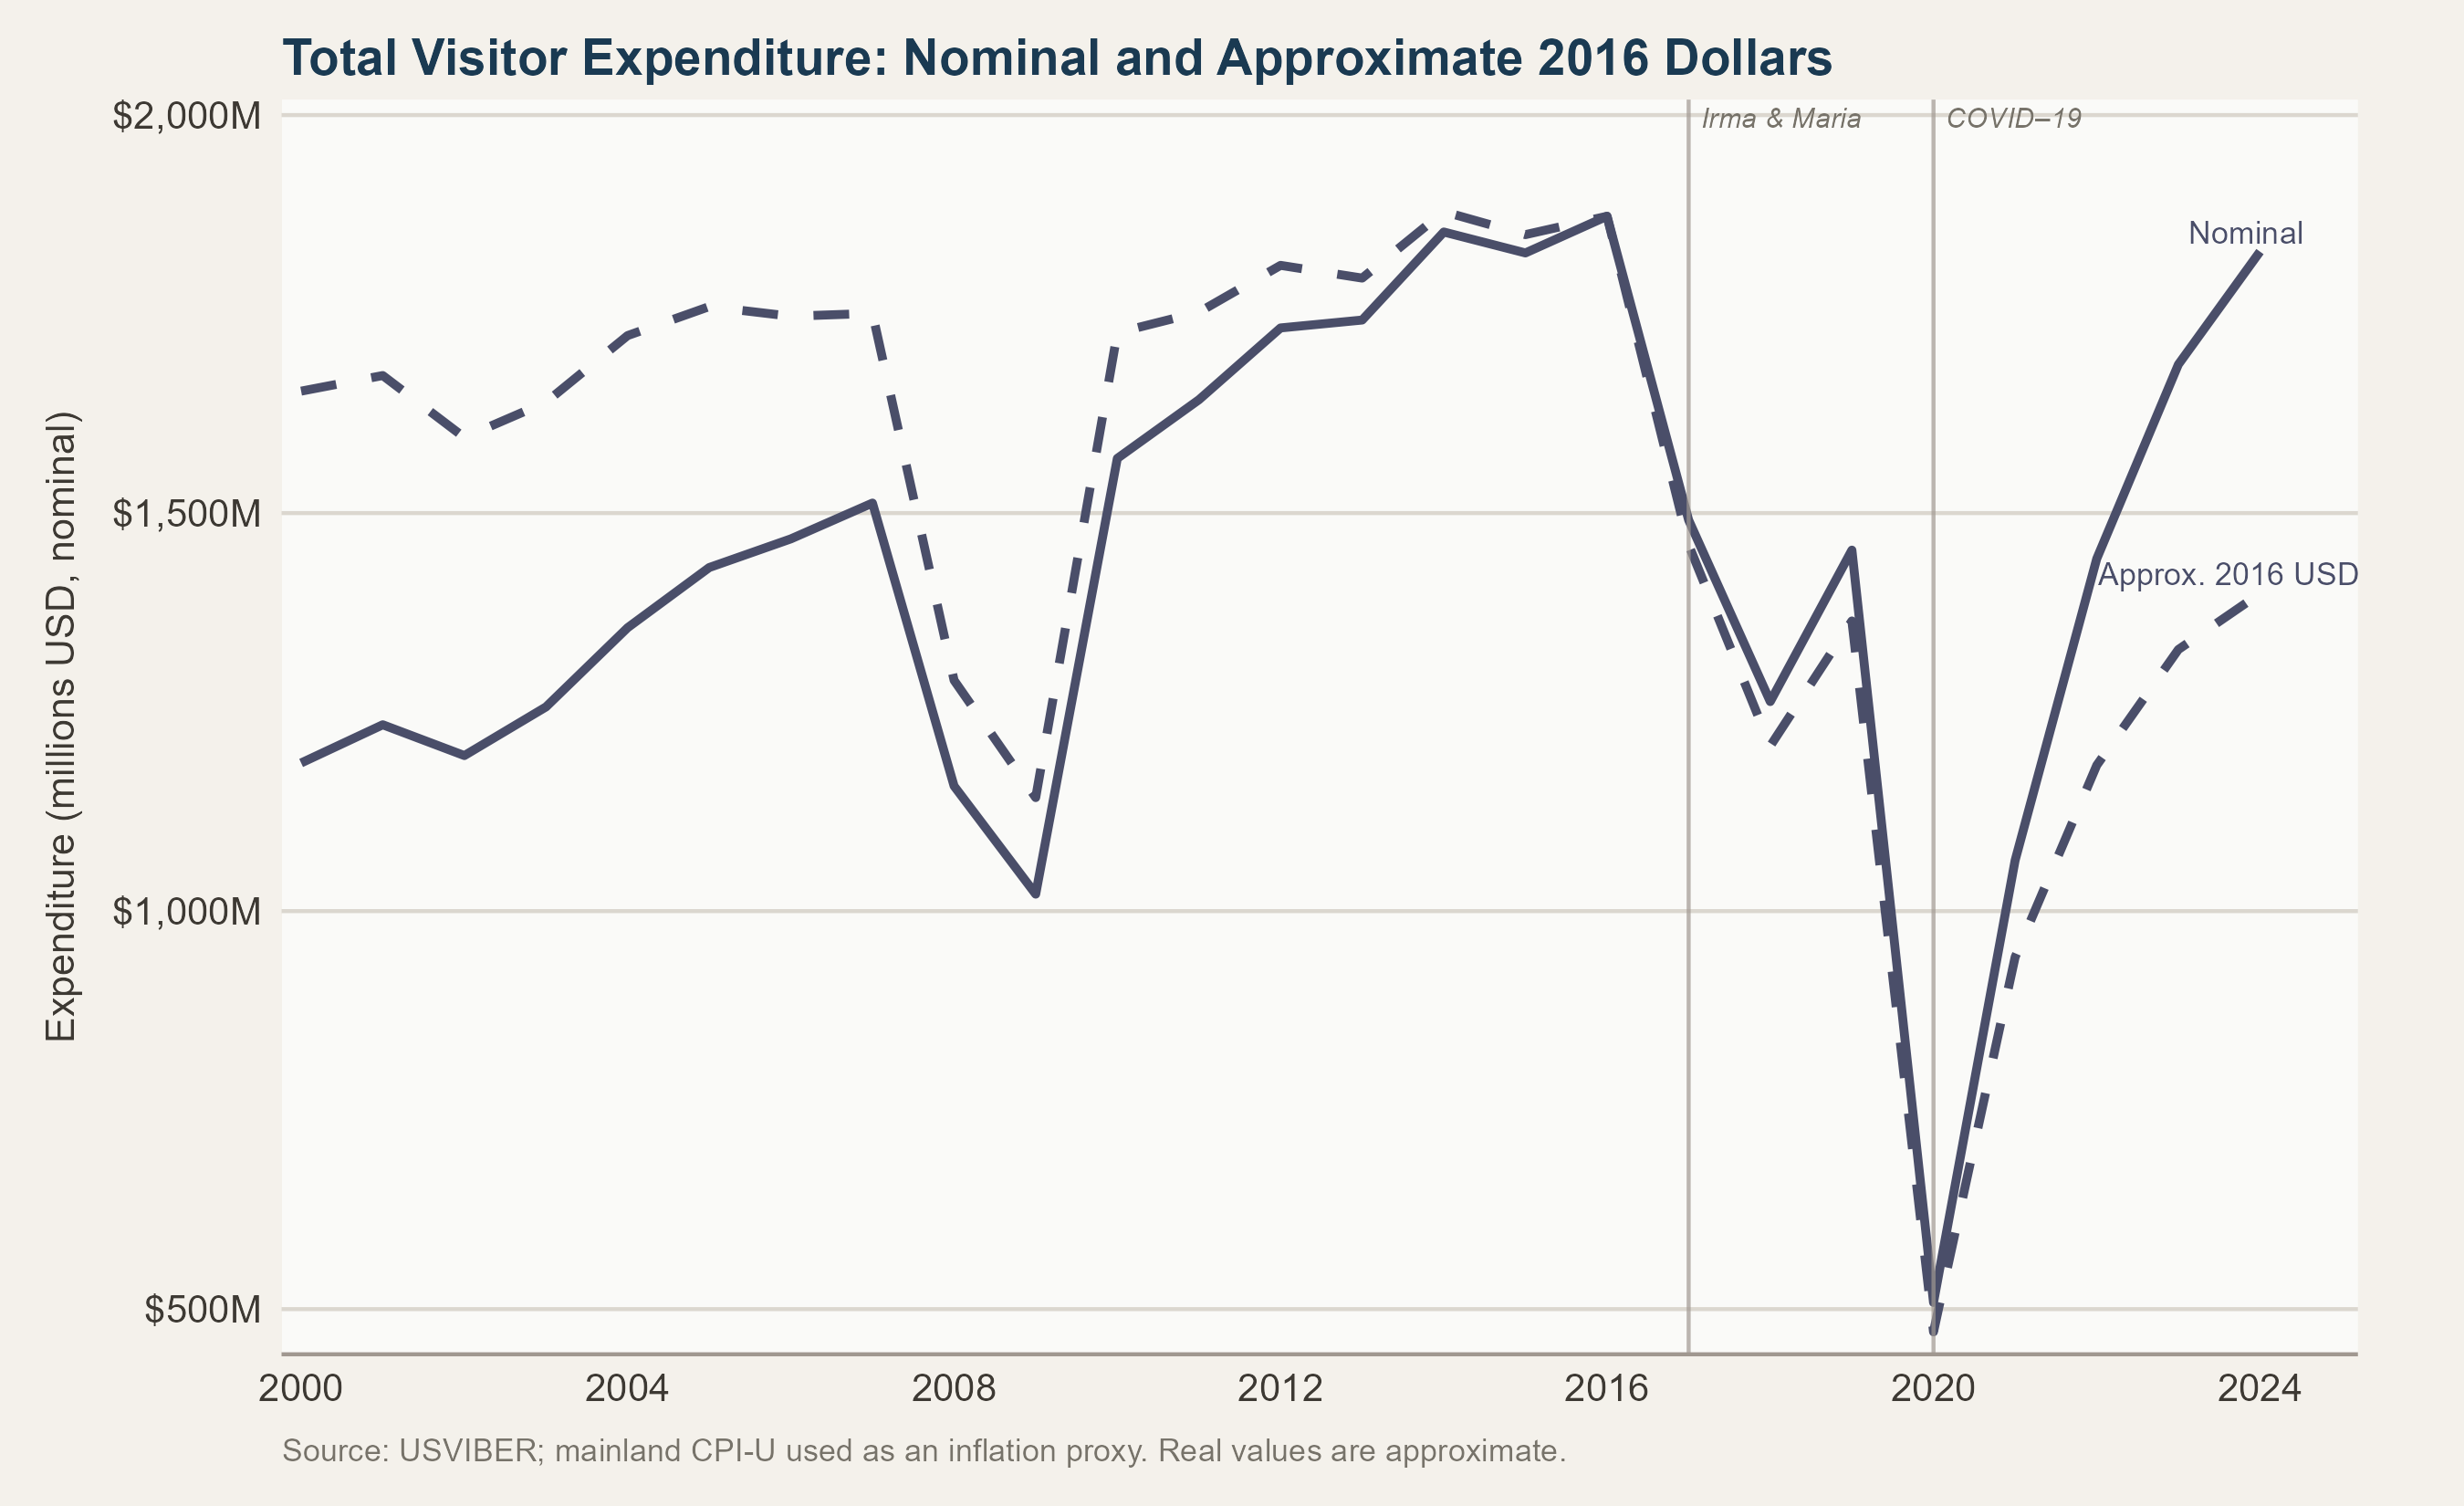 Total Visitor Expenditure: Nominal and Approximate 2016 Dollars
Expenditure (millions USD, nominal)
$2,000M
$1,500M
$1,000M
$500M
Irma & Maria
COVID–19
Nominal
Approx. 2016 USD
2000
2004
2008
2012
2016
2020
2024
Source: USVIBER; mainland CPI-U used as an inflation proxy. Real values are approximate.